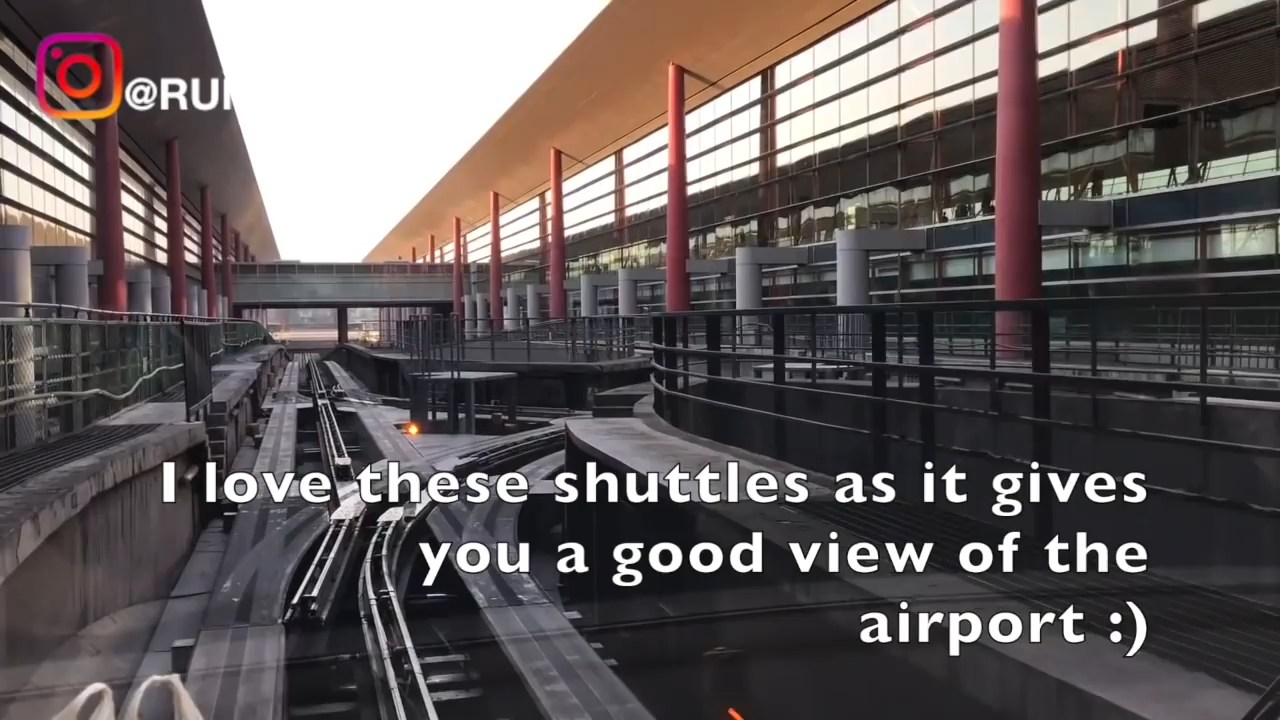 @RU
I love these shuttles as it gives
you a good view of the
airport :)